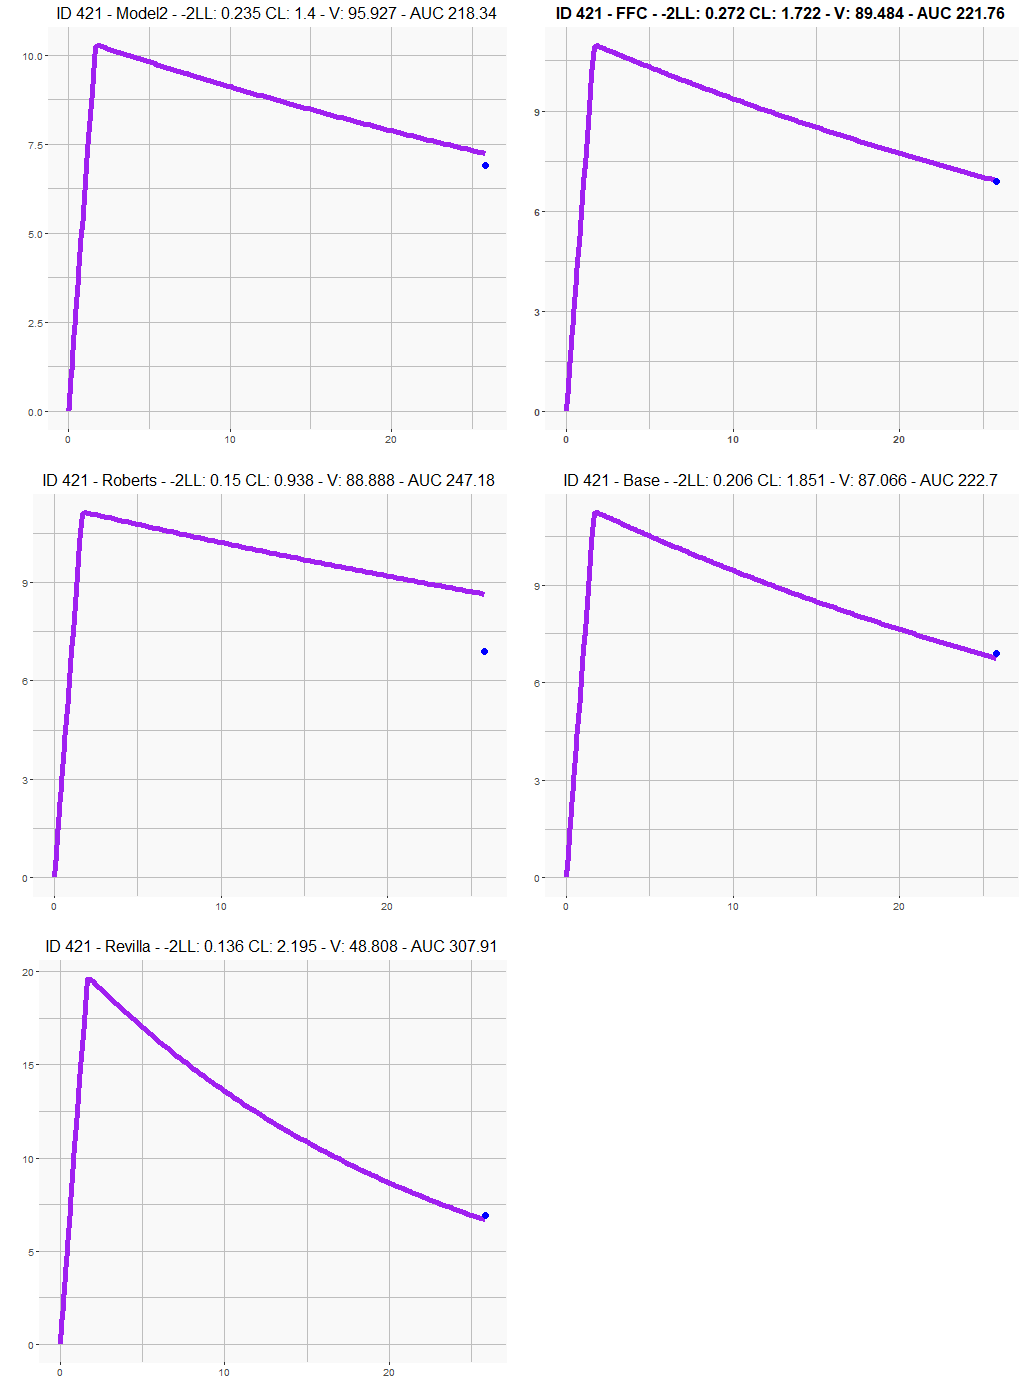 ID 421 - Model2 - -2LL: 0.235 CL: 1.4 - V: 95.927 - AUC 218.34
10.0
7.5
5.0
2.5
0.0
0 10 20
ID 421 - FFC - -2LL: 0.272 CL: 1.722 - V: 89.484 - AUC 221.76
9
6
3
0
0 10 20
ID 421 - Roberts - -2LL: 0.15 CL: 0.938 - V: 88.888 - AUC 247.18
9
6
3
0
0 10 20
ID 421 - Base - -2LL: 0.206 CL: 1.851 - V: 87.066 - AUC 222.7
9
6
3
0
0 10 20
ID 421 - Revilla - -2LL: 0.136 CL: 2.195 - V: 48.808 - AUC 307.91
20
15
10
5
0
0 10 20